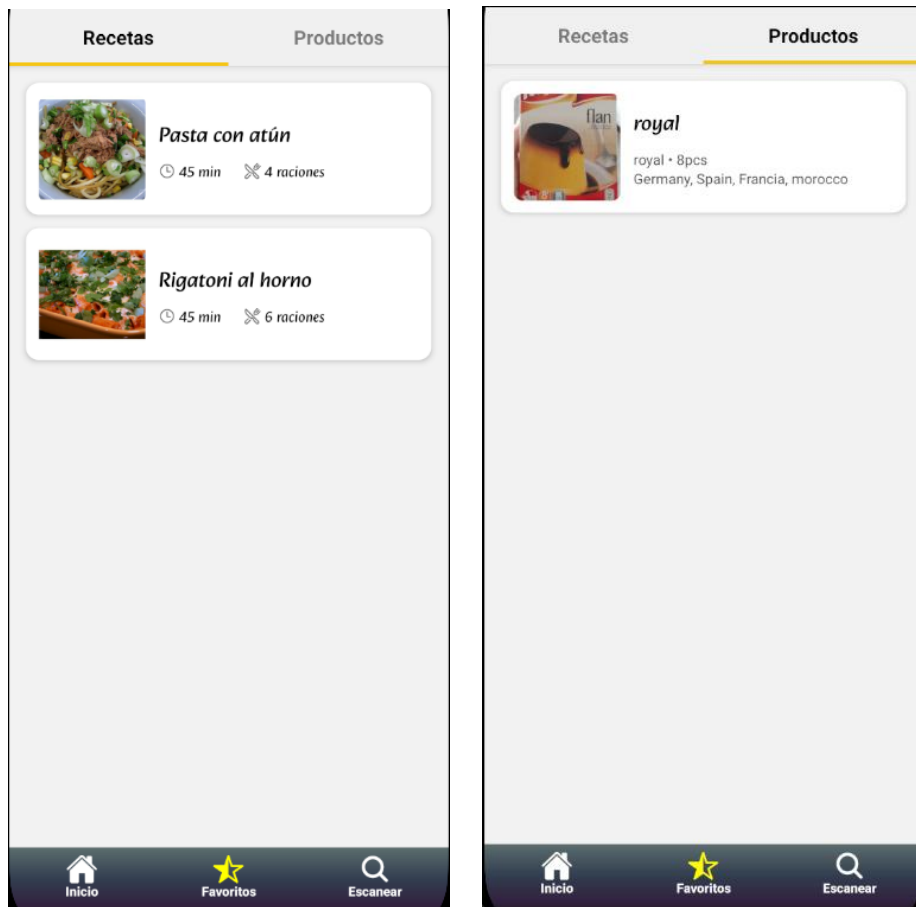 Recetas Productos
Pasta con atún
45 min 4 raciones
Rigatoni al horno
45 min 6 raciones
Inicio Favoritos Escanear
Recetas Productos
flan
royal
royal • 8pcs
Germany, Spain, Francia, morocco
Inicio Favoritos Escanear